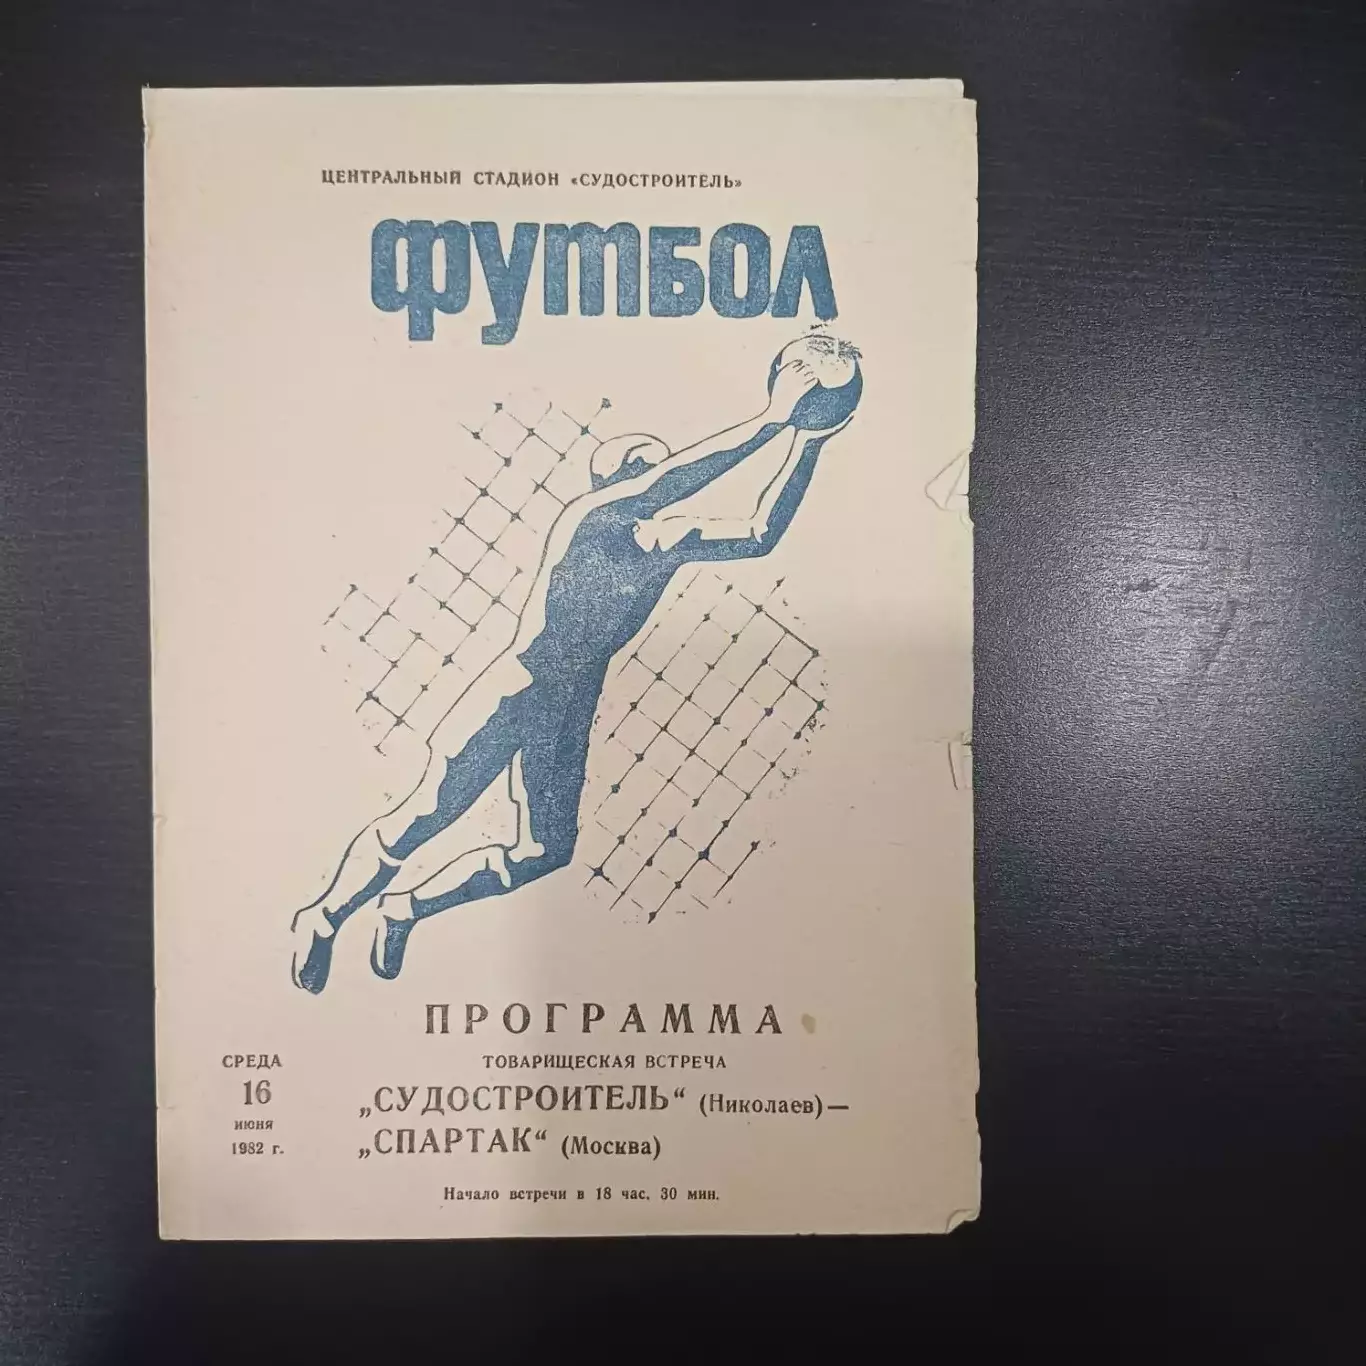 ЦЕНТРАЛЬНЫЙ СТАДИОН «СУДОСТРОИТЕЛЬ»
ФУТБОЛ
ПРОГРАММА
СРЕДА
16
ИЮНЯ
1982 г.
ТОВАРИЩЕСКАЯ ВСТРЕЧА
„СУДОСТРОИТЕЛЬ“ (Николаев)—
„СПАРТАК“ (Москва)
Начало встречи в 18 час. 30 мин.